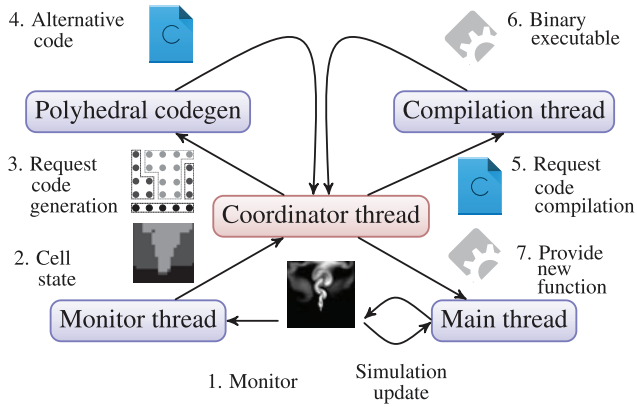 4. Alternative
code
C
6. Binary
executable
Polyhedral codegen
Compilation thread
3. Request
code
generation
5. Request
code
compilation
C
Coordinator thread
2. Cell
state
7. Provide
new
function
Monitor thread
Main thread
1. Monitor
Simulation
update